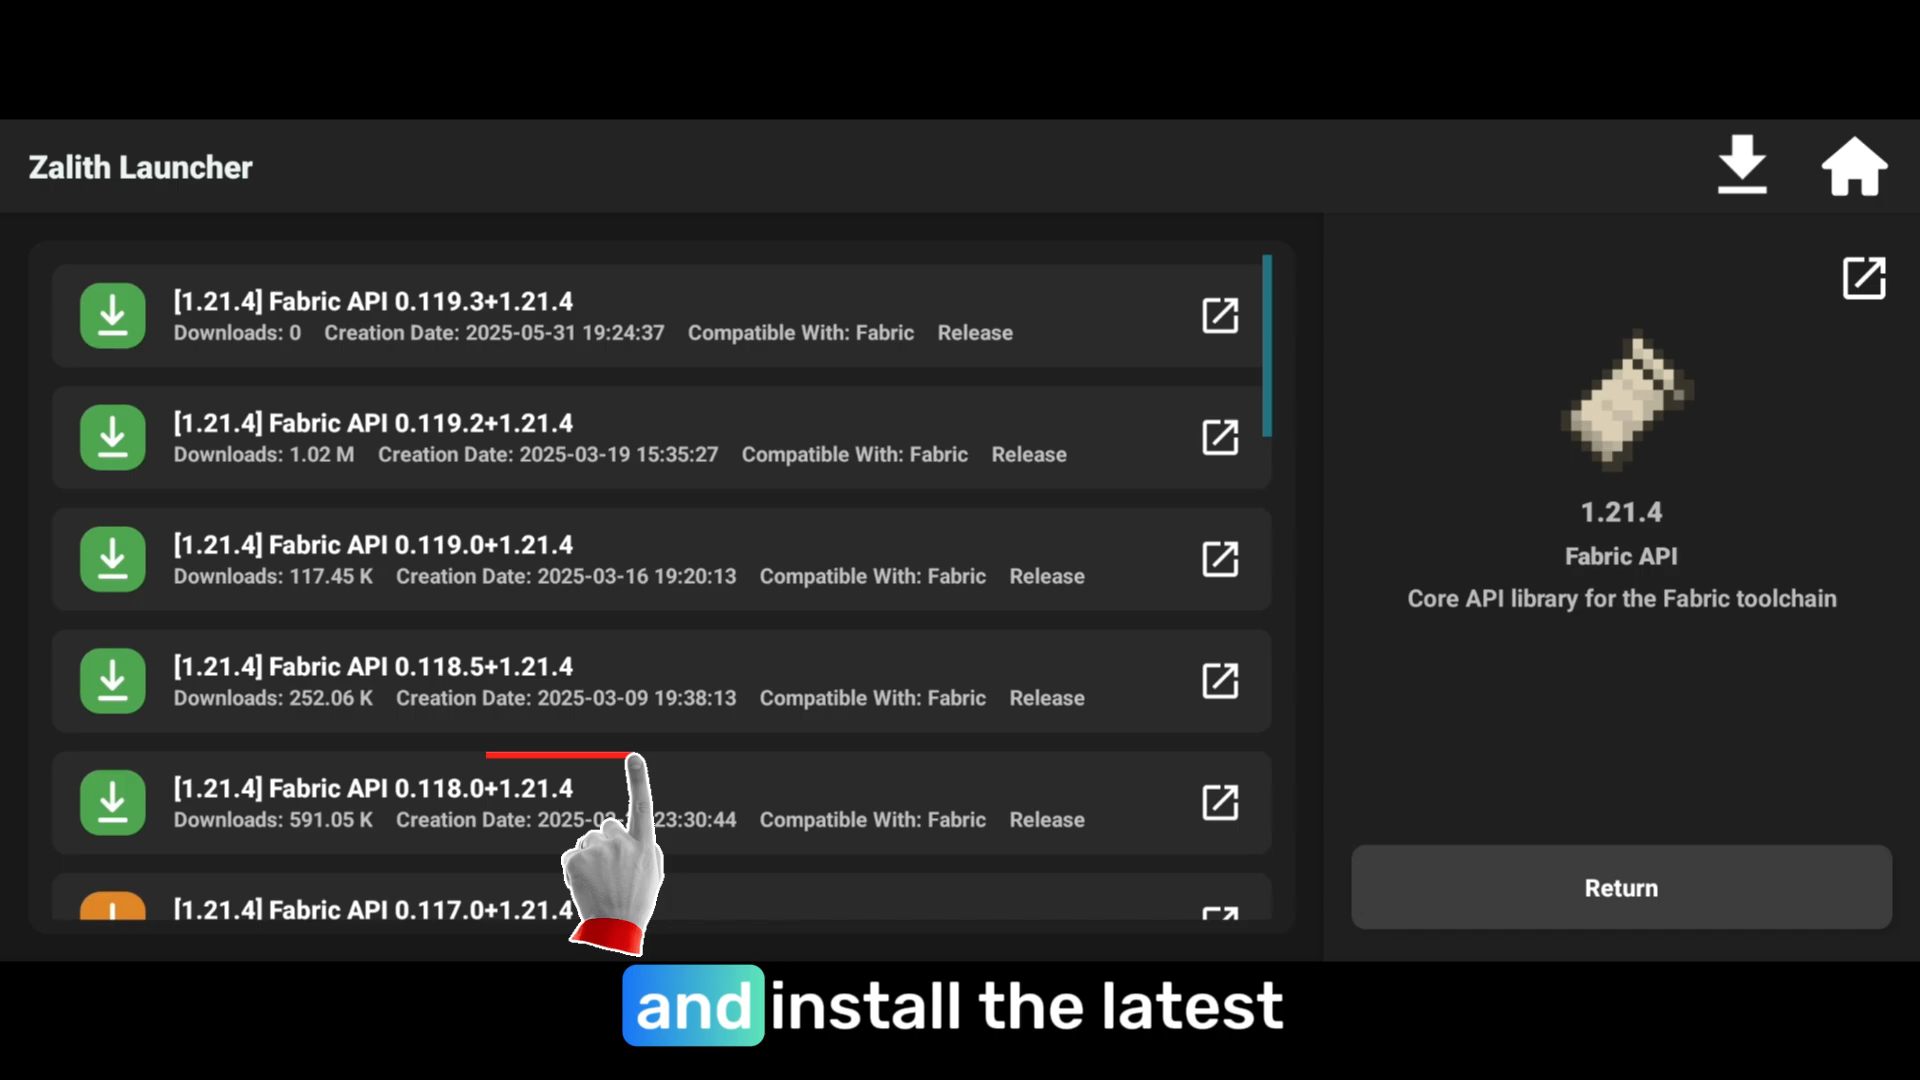 Zalith Launcher
[1.21.4] Fabric API 0.119.3+1.21.4
Downloads: 0 Creation Date: 2025-05-31 19:24:37 Compatible With: Fabric Release
[1.21.4] Fabric API 0.119.2+1.21.4
Downloads: 1.02 M Creation Date: 2025-03-19 15:35:27 Compatible With: Fabric Release
[1.21.4] Fabric API 0.119.0+1.21.4
Downloads: 117.45 K Creation Date: 2025-03-16 19:20:13 Compatible With: Fabric Release
[1.21.4] Fabric API 0.118.5+1.21.4
Downloads: 252.06 K Creation Date: 2025-03-09 19:38:13 Compatible With: Fabric Release
[1.21.4] Fabric API 0.118.0+1.21.4
Downloads: 591.05 K Creation Date: 23:30:44 Compatible With: Fabric Release
[1.21.4] Fabric API 0.117.0+1.21.4
1.21.4
Fabric API
Core API library for the Fabric toolchain
Return
and install the latest